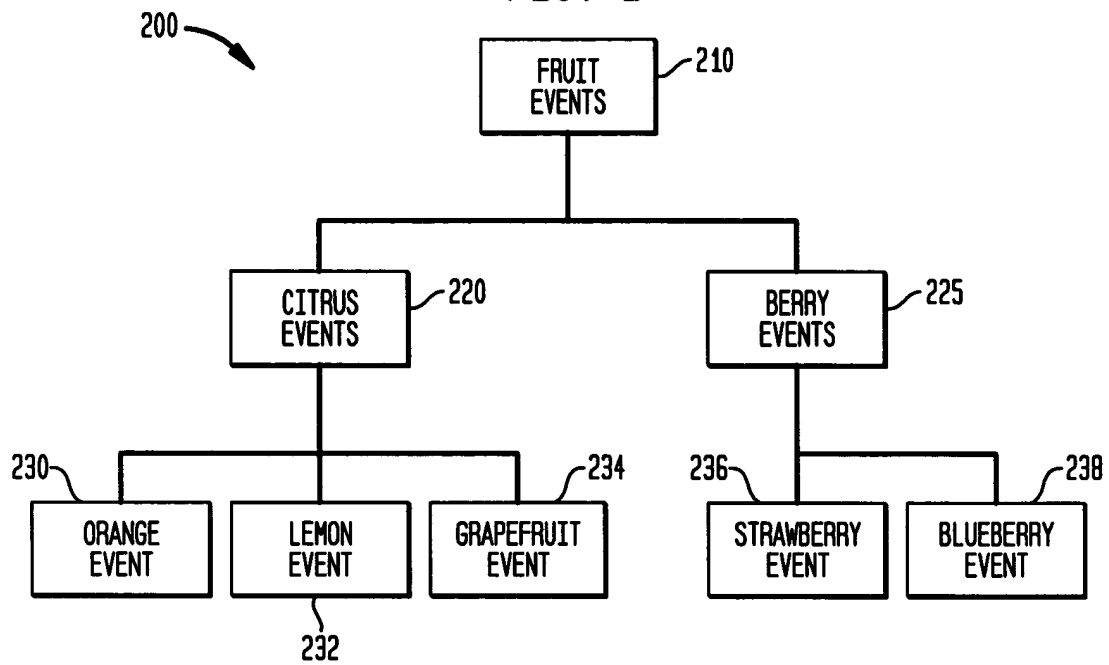 200
FRUIT
EVENTS
210
CITRUS
EVENTS
220
BERRY
EVENTS
225
230
ORANGE
EVENT
LEMON
EVENT
232
234
GRAPEFRUIT
EVENT
236
STRAWBERRY
EVENT
238
BLUEBERRY
EVENT